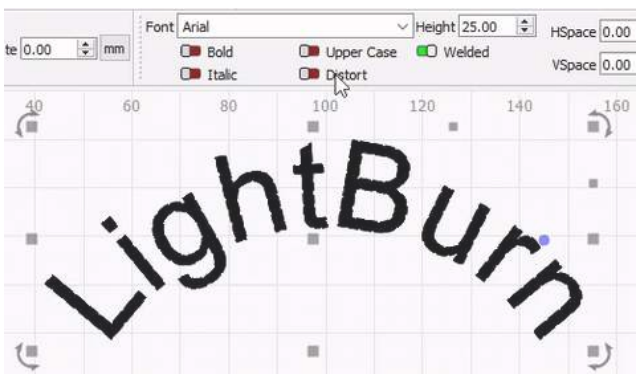 Font Arial Height 25.00 HSpace 0.00
te 0.00 mm Bold Upper Case Welded
Italic Distort VSpace 0.00
40 60 80 100 120 140 160
LightBurn